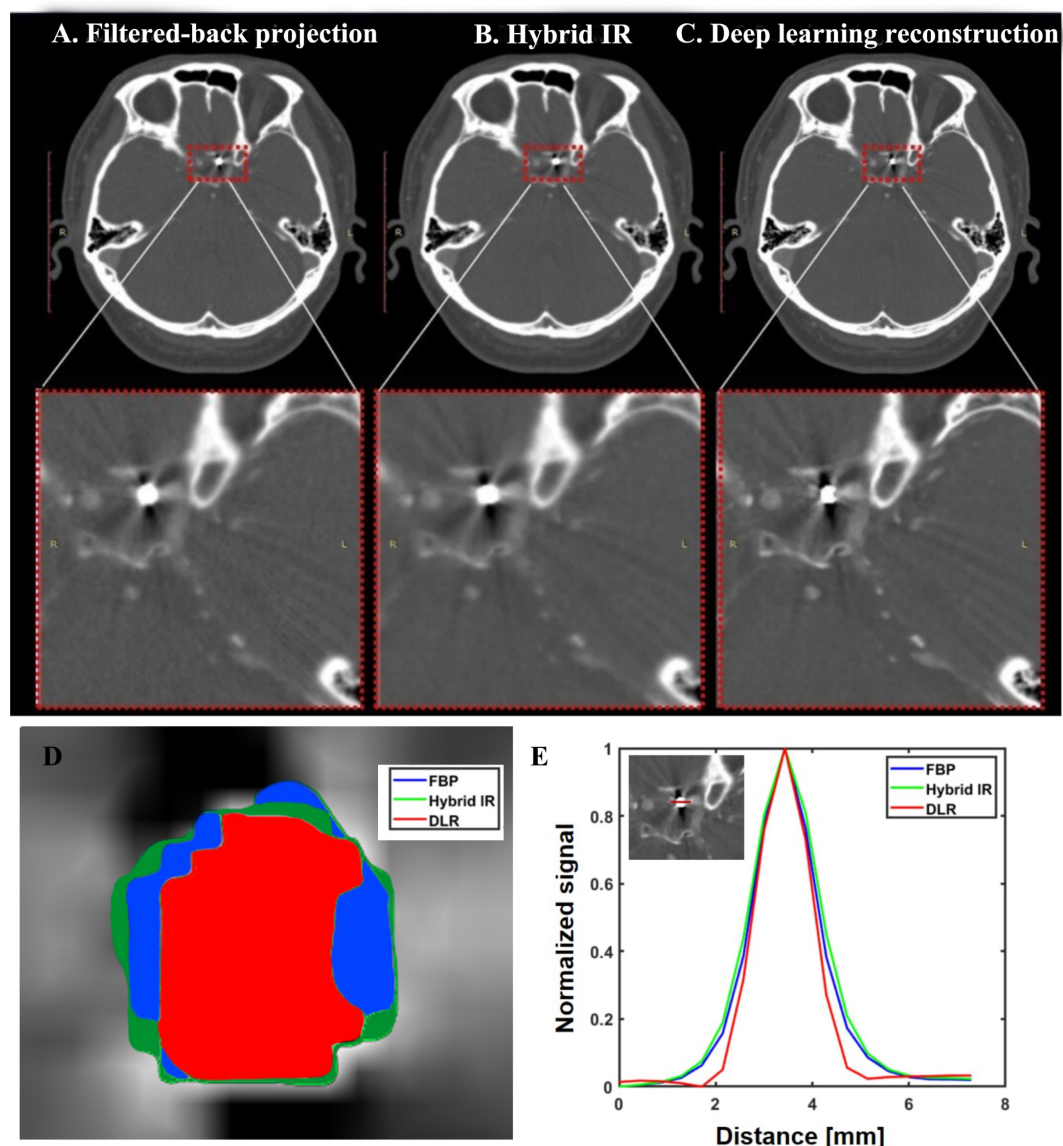 A. Filtered-back projection
B. Hybrid IR
C. Deep learning reconstruction
R
L
R
L
R
L
R
L
R
L
R
L
D
FBP
Hybrid IR
DLR
E
FBP
Hybrid IR
DLR
1
0.8
0.6
0.4
0.2
0
Normalized signal
0
2
4
6
8
Distance [mm]